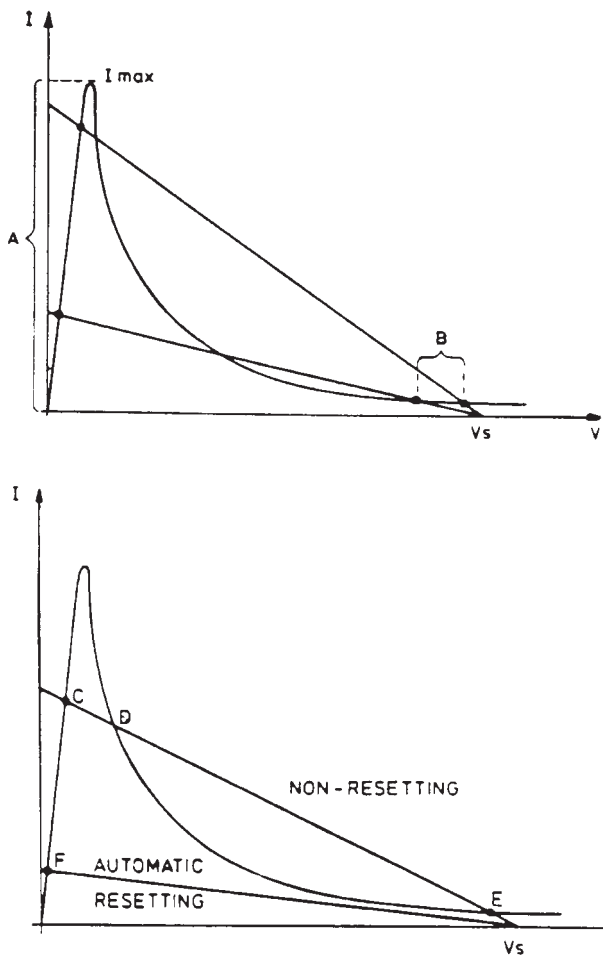 I
I max
A
B
Vs
V
I
C
D
NON-RESETTING
F
AUTOMATIC
RESETTING
E
Vs